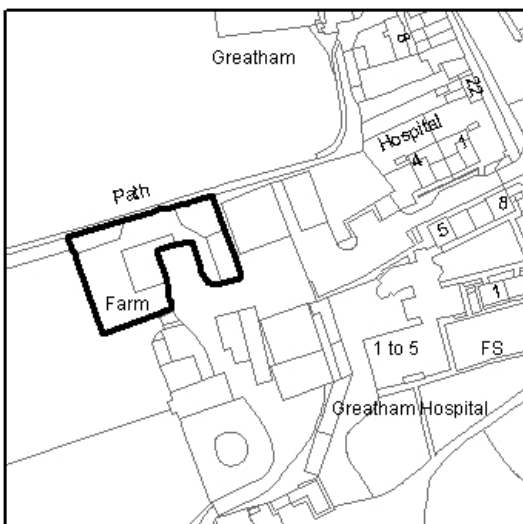 8
Greatham
22
Hospital
4 1
Path
8
5
Farm
1
1 to 5 FS
Greatham Hospital